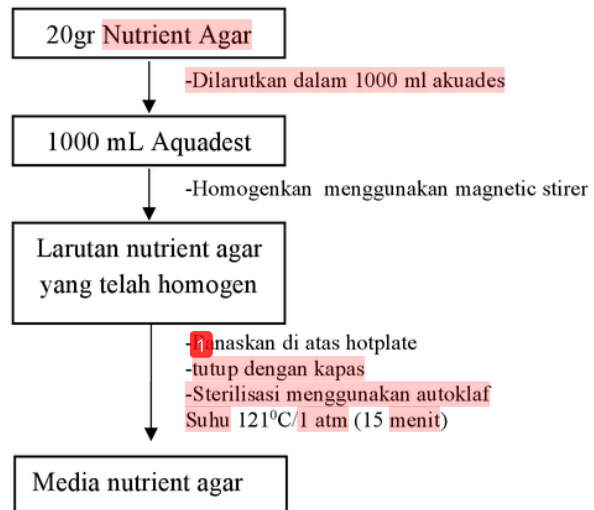 20gr Nutrient Agar
-Dilarutkan dalam 1000 ml akuades
1000 mL Aquadest
-Homogenkan menggunakan magnetic stirer
Larutan nutrient agar
yang telah homogen
-Panaskan di atas hotplate
1
-tutup dengan kapas
-Sterilisasi menggunakan autoklaf
Suhu 121⁰C/1 atm (15 menit)
Media nutrient agar